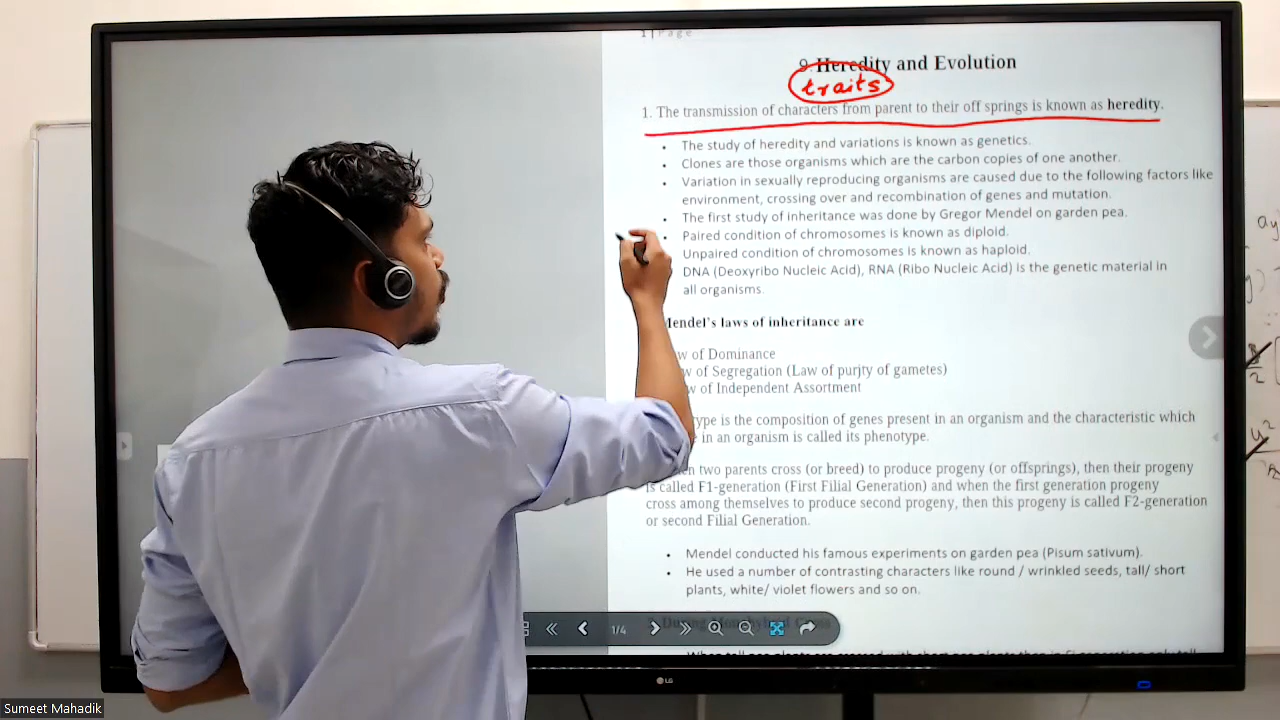 1 | Page
9. Heredity and Evolution
traits
1. The transmission of characters from parent to their off springs is known as heredity.
• The study of heredity and variations is known as genetics.
• Clones are those organisms which are the carbon copies of one another.
• Variation in sexually reproducing organisms are caused due to the following factors like
environment, crossing over and recombination of genes and mutation.
• The first study of inheritance was done by Gregor Mendel on garden pea.
• Paired condition of chromosomes is known as diploid.
Unpaired condition of chromosomes is known as haploid.
DNA (Deoxyribo Nucleic Acid), RNA (Ribo Nucleic Acid) is the genetic material in
all organisms.
Mendel's laws of inheritance are
w of Dominance
w of Segregation (Law of purity of gametes)
w of Independent Assortment
type is the composition of genes present in an organism and the characteristic which
in an organism is called its phenotype.
two parents cross (or breed) to produce progeny (or offsprings), then their progeny
is called F1-generation (First Filial Generation) and when the first generation progeny
cross among themselves to produce second progeny, then this progeny is called F2-generation
or second Filial Generation.
• Mendel conducted his famous experiments on garden pea (Pisum sativum).
• He used a number of contrasting characters like round / wrinkled seeds, tall/ short
plants, white/ violet flowers and so on.
1/4
LG
Sumeet Mahadik